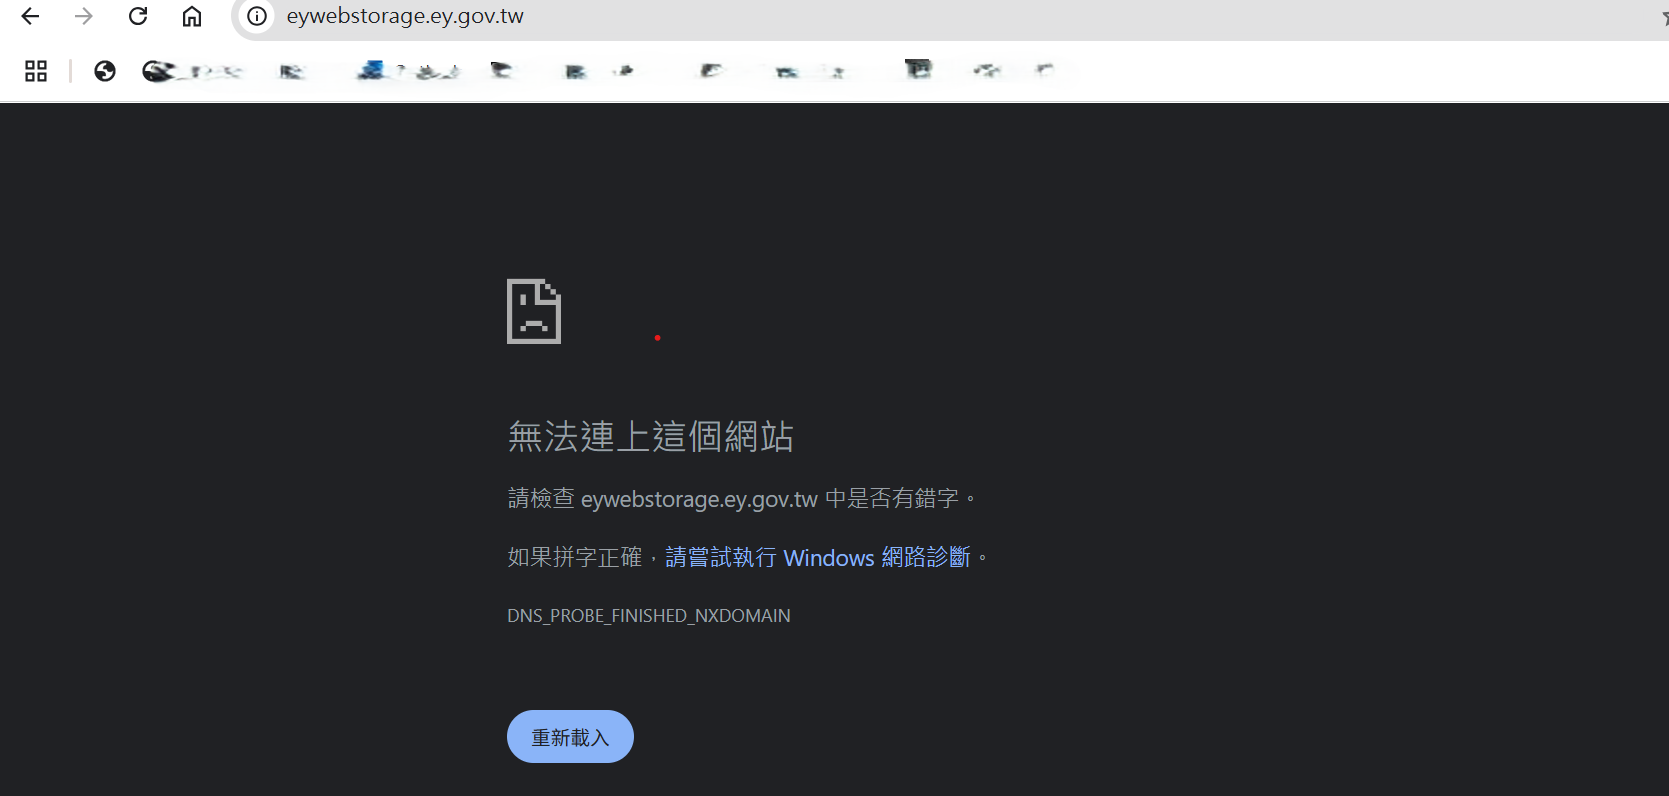 eywebstorage.ey.gov.tw
無法連上這個網站
請檢查 eywebstorage.ey.gov.tw 中是否有錯字。
如果拼字正確，請嘗試執行 Windows 網路診斷。
DNS_PROBE_FINISHED_NXDOMAIN
重新載入